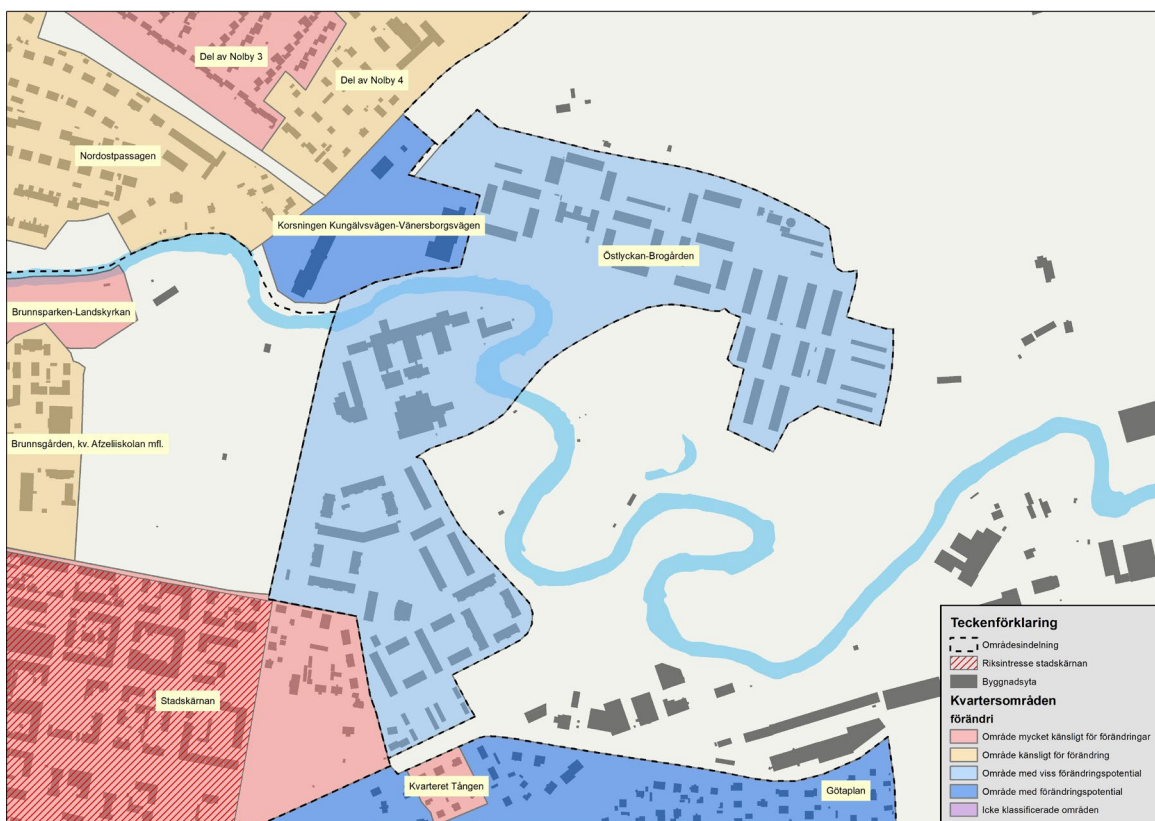 Del av Nolby 3
Del av Nolby 4
Nordostpassagen
Korsningen Kungälvsvägen-Vänersborgsvägen
Östlyckan-Brogården
Brunnsparken-Landskyrkan
Brunnsgården, kv. Afzeliiskolan mfl.
Stadskärnan
Kvarteret Tången
Götaplan
Teckenförklaring
Områdesindelning
Riksintresse stadskärnan
Byggnadsyta
Kvartersområden
förändri
Område mycket känsligt för förändringar
Område känsligt för förändring
Område med viss förändringspotential
Område med förändringspotential
Icke klassificerade områden